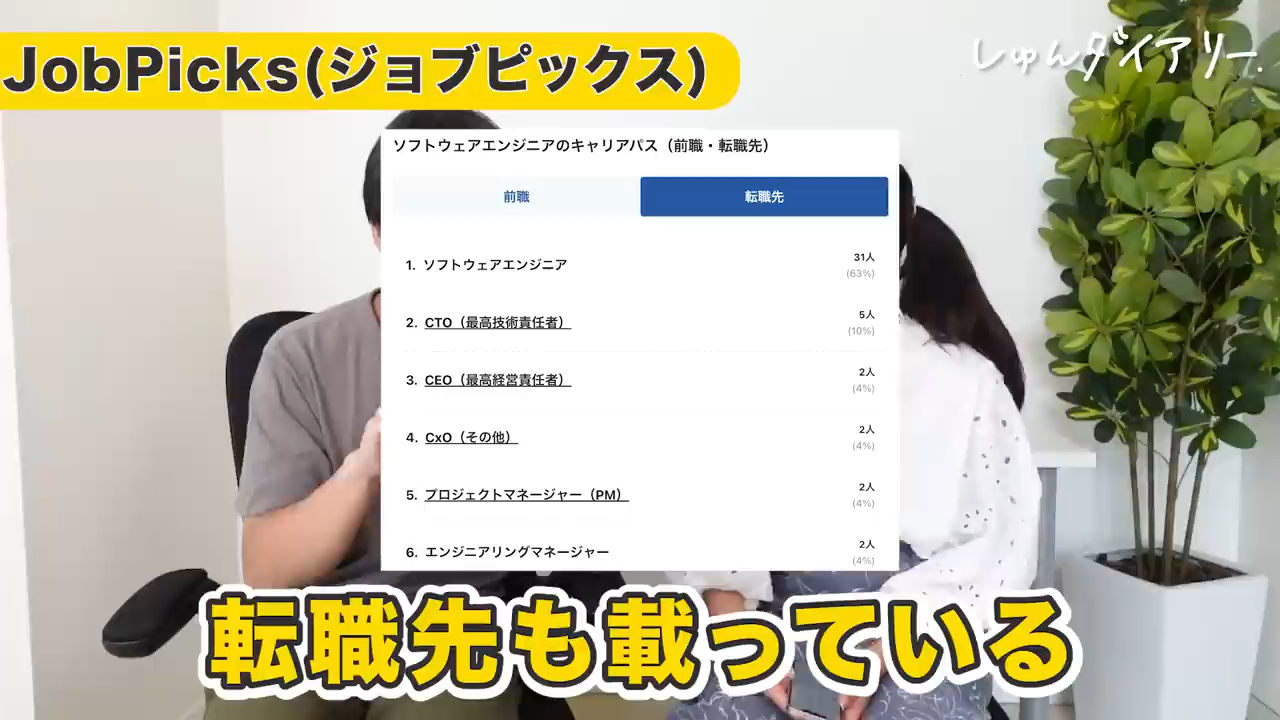 JobPicks(ジョブピックス)
しゅんダイアリー.
ソフトウェアエンジニアのキャリアパス（前職・転職先）
前職 転職先
1. ソフトウェアエンジニア 31人
(63%)
2. CTO（最高技術責任者） 5人
(10%)
3. CEO（最高経営責任者） 2人
(4%)
4. CxO（その他） 2人
(4%)
5. プロジェクトマネージャー（PM） 2人
(4%)
6. エンジニアリングマネージャー 2人
(4%)
転職先も載っている